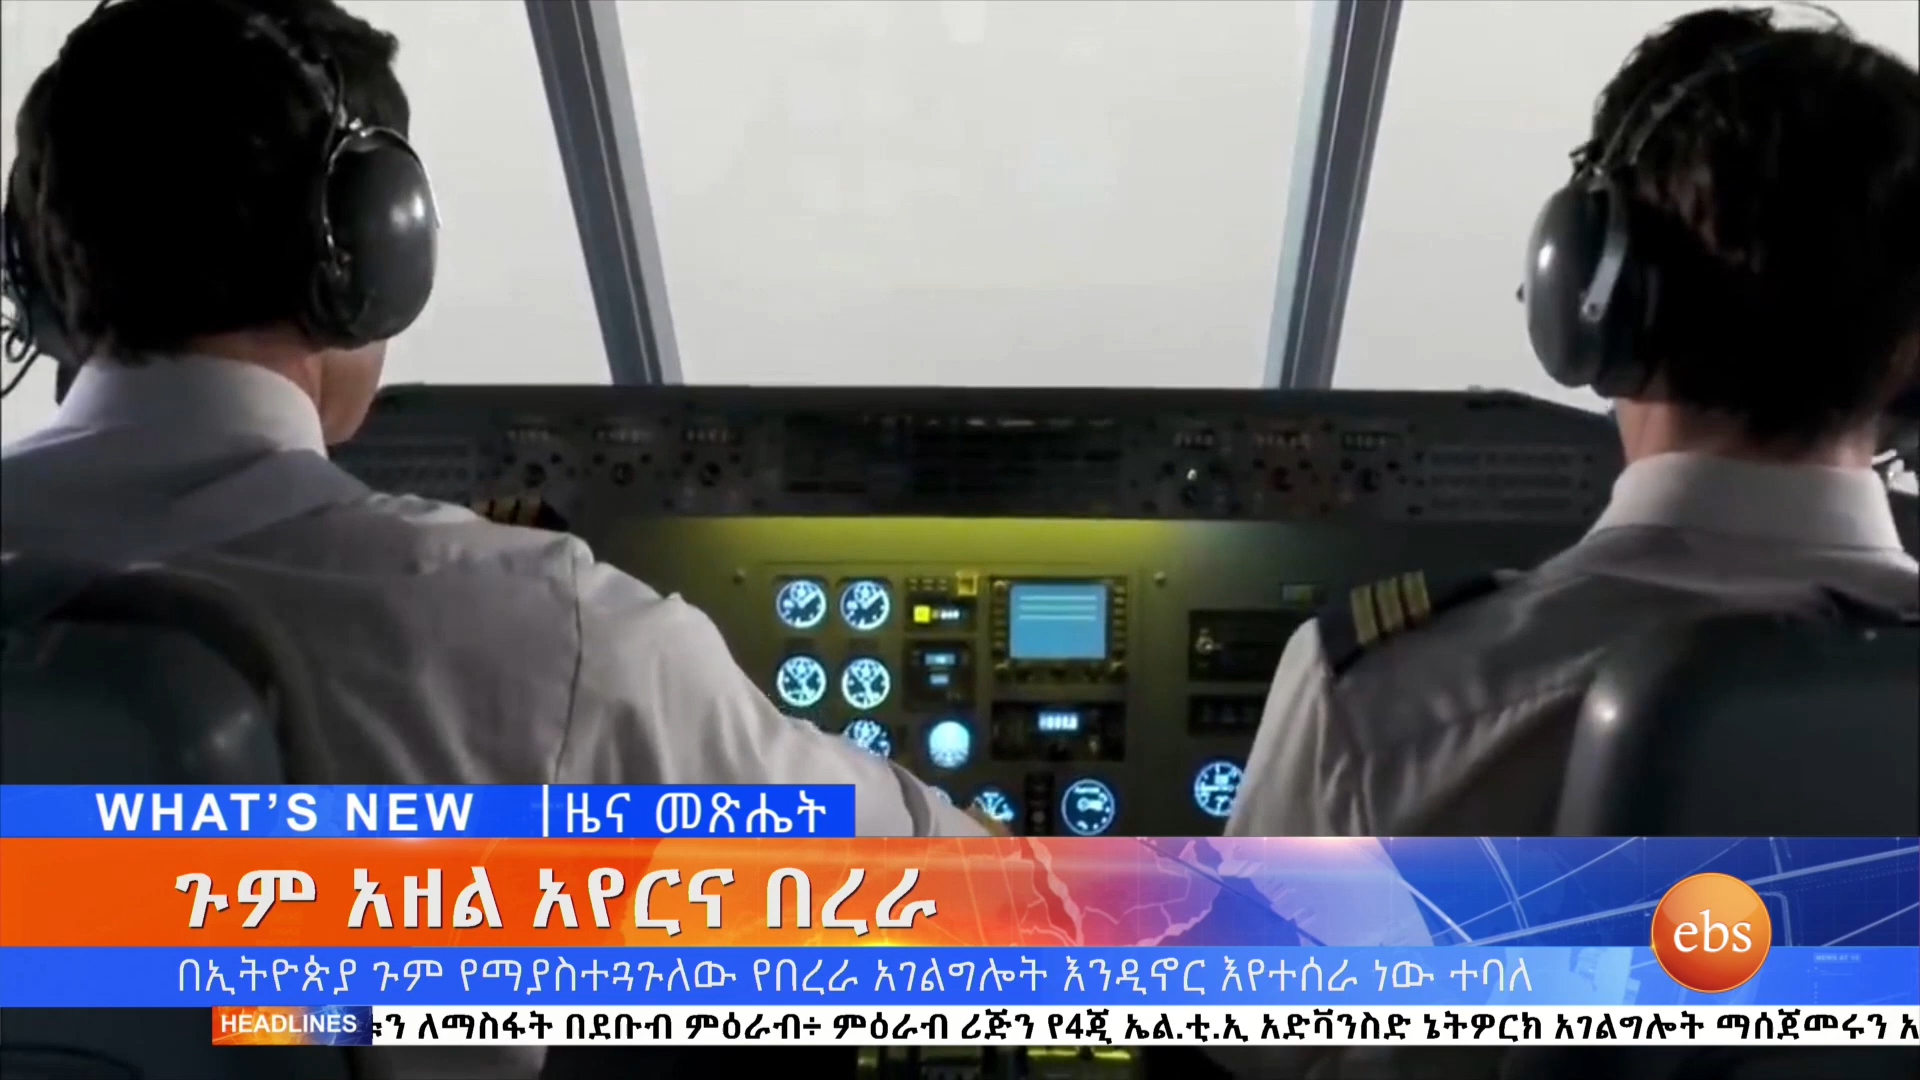 WHAT'S NEW |ዜና መጽሔት
ጉም አዘል አየርና በረራ
ebs
በኢትዮጵያ ጉም የማያስተጓጉለው የበረራ አገልግሎት እንዲኖር እየተሰራ ነው ተባለ
HEADLINES ለማስፋት በደቡብ ምዕራብ÷ ምዕራብ ሪጅን የ4ጂ ኤል.ቲ.ኢ አድቫንስድ ኔትዎርክ አገልግሎት ማሰጀመሩን አ